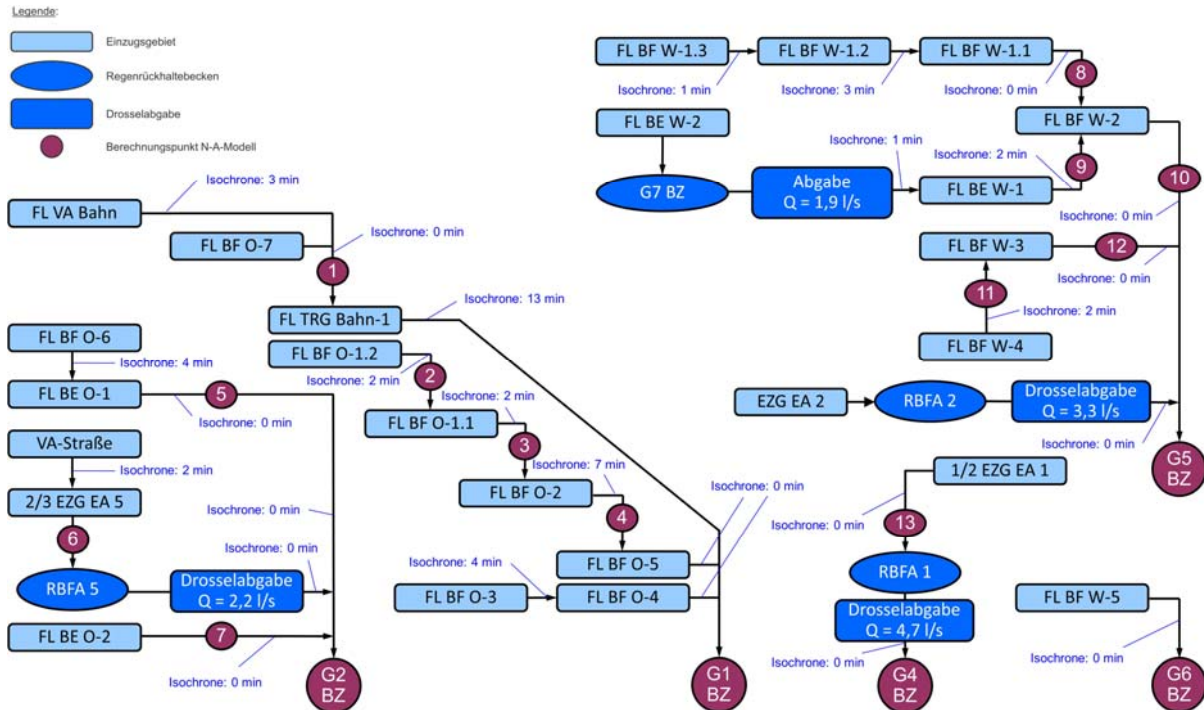 Legende:
Einzugsgebiet
Regenrückhaltebecken
Drosselabgabe
Berechnungspunkt N-A-Modell
FL BF W-1.3
FL BF W-1.2
FL BF W-1.1
Isochrone: 1 min
Isochrone: 3 min
Isochrone: 0 min
8
FL BE W-2
FL BF W-2
Isochrone: 1 min
Isochrone: 2 min
9
10
G7 BZ
Abgabe
Q = 1,9 l/s
FL BE W-1
Isochrone: 0 min
FL BF W-3
12
Isochrone: 0 min
11
Isochrone: 2 min
FL BF W-4
EZG EA 2
RBFA 2
Drosselabgabe
Q = 3,3 l/s
Isochrone: 0 min
G5
BZ
Isochrone: 3 min
FL VA Bahn
FL BF O-7
Isochrone: 0 min
1
FL TRG Bahn-1
Isochrone: 13 min
FL BF O-1.2
Isochrone: 2 min
2
FL BF O-1.1
Isochrone: 2 min
3
FL BF O-2
Isochrone: 7 min
4
FL BF O-5
Isochrone: 0 min
FL BF O-3
Isochrone: 4 min
FL BF O-4
G1
BZ
FL BF O-6
Isochrone: 4 min
FL BE O-1
5
Isochrone: 0 min
VA-Straße
Isochrone: 2 min
2/3 EZG EA 5
6
Isochrone: 0 min
Isochrone: 0 min
RBFA 5
Drosselabgabe
Q = 2,2 l/s
FL BE O-2
7
Isochrone: 0 min
G2
BZ
1/2 EZG EA 1
Isochrone: 0 min
13
RBFA 1
Drosselabgabe
Q = 4,7 l/s
Isochrone: 0 min
G4
BZ
FL BF W-5
Isochrone: 0 min
G6
BZ